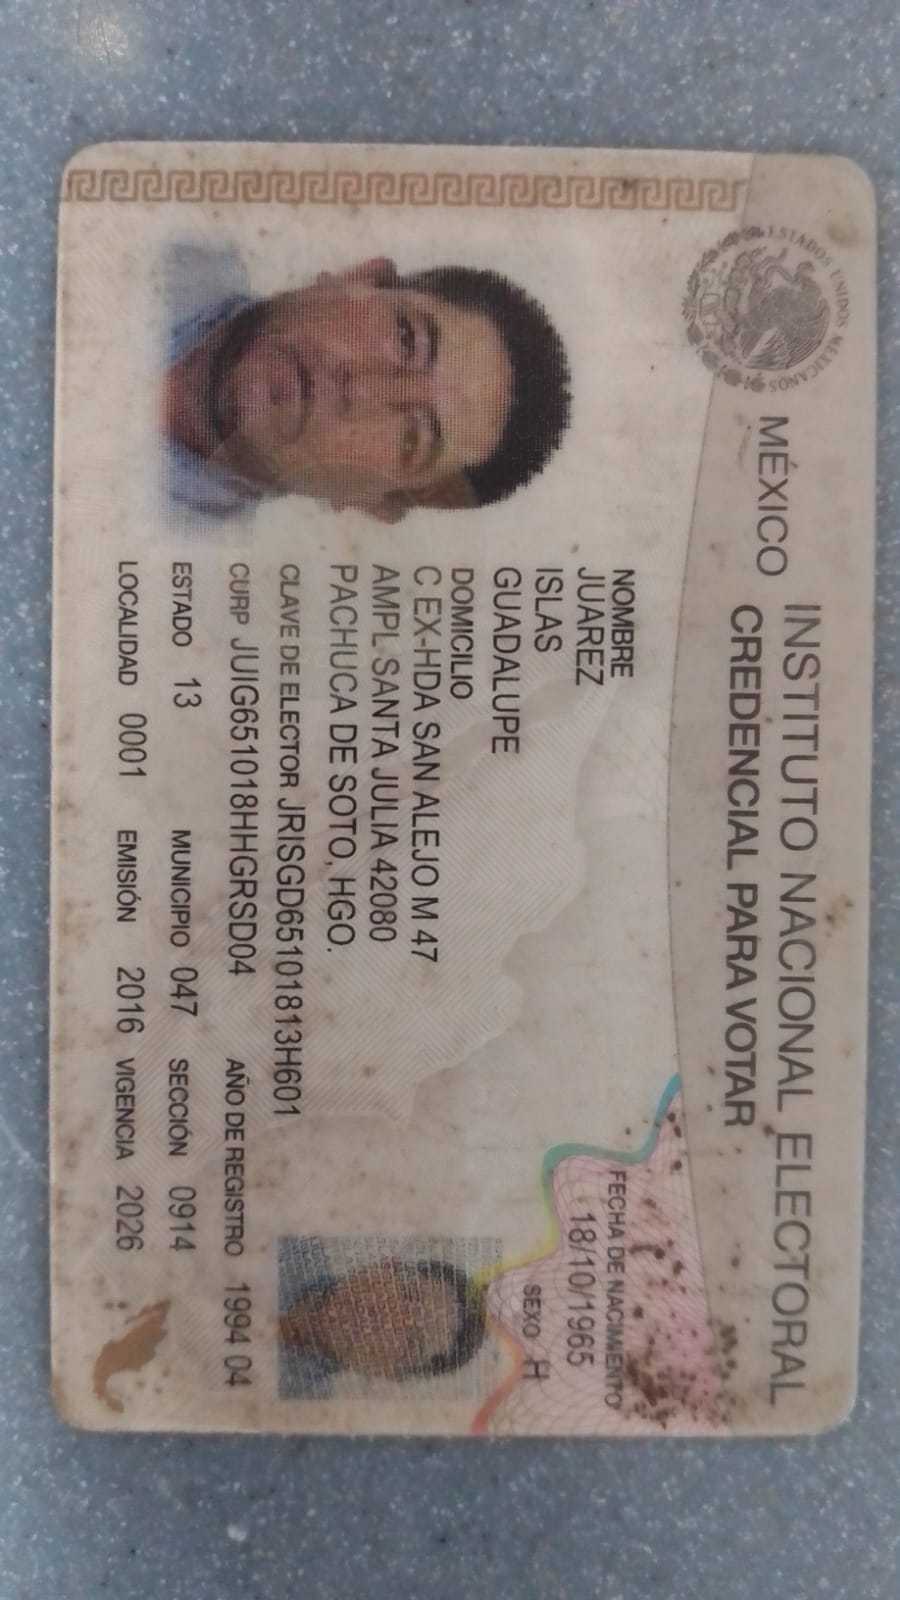 ESTADOS UNIDOS MEXICANOS
INSTITUTO NACIONAL ELECTORAL
MÉXICO CREDENCIAL PARA VOTAR
NOMBRE
JUAREZ
ISLAS
GUADALUPE
FECHA DE NACIMIENTO
18/10/1965
SEXO H
DOMICILIO
C EX-HDA SAN ALEJO M 47
AMPL SANTA JULIA 42080
PACHUCA DE SOTO, HGO.
CLAVE DE ELECTOR JRISGD65101813H601
CURP JUIG651018HHGRSD04 AÑO DE REGISTRO 1994 04
ESTADO 13 MUNICIPIO 047 SECCIÓN 0914
LOCALIDAD 0001 EMISIÓN 2016 VIGENCIA 2026